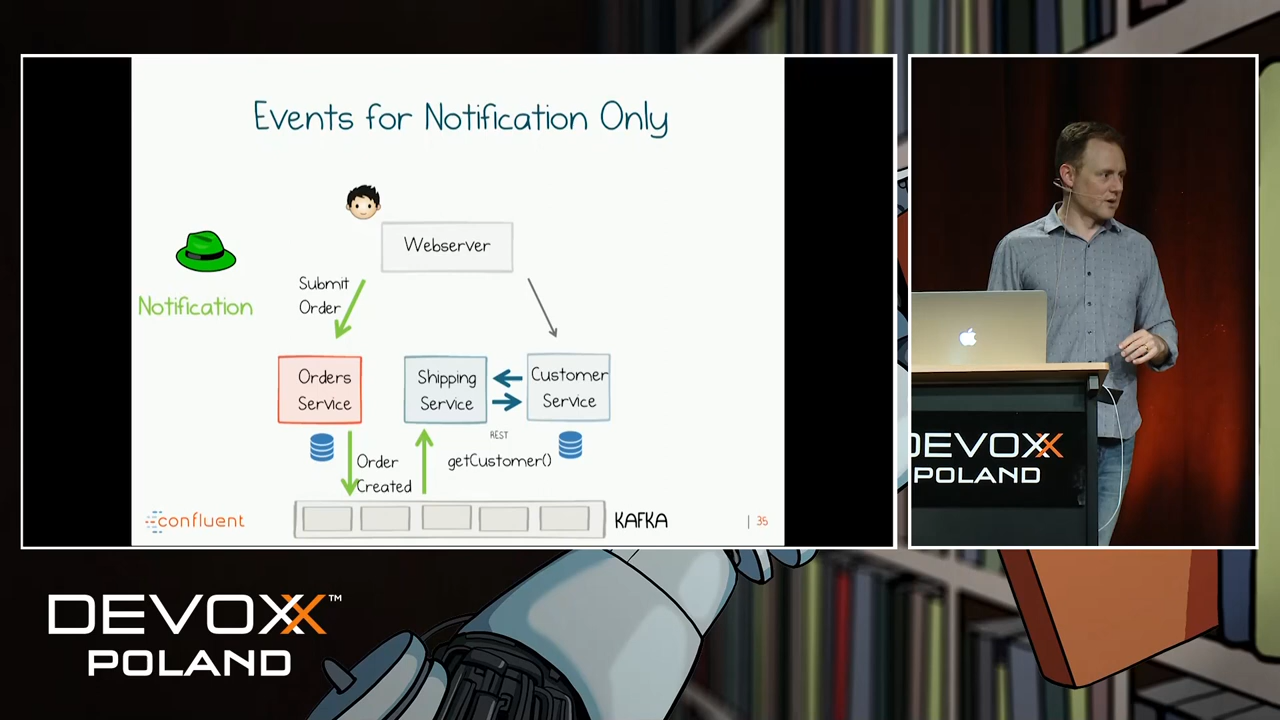 Events for Notification Only
Webserver
Submit
Order
Notification
Orders
Service
Shipping
Service
Customer
Service
REST
getCustomer()
Order
Created
confluent
KAFKA
| 35
DEVOXX
POLAND
DEVOXX™
POLAND